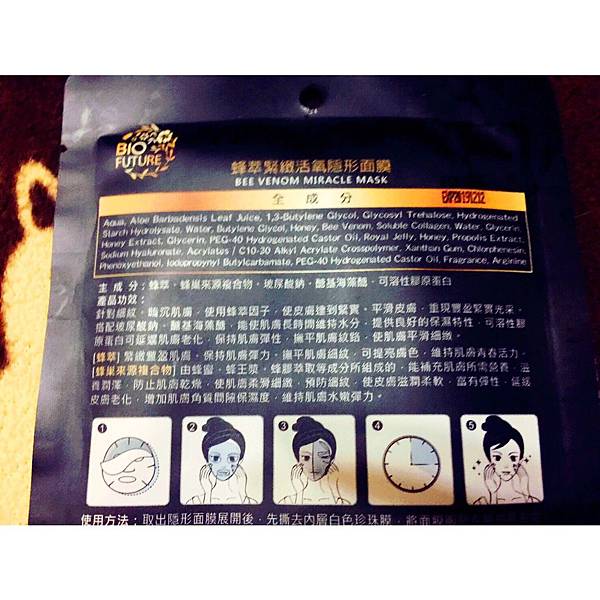 BIO
FUTURE
蜂萃緊緻活氧隱形面膜
BEE VENOM MIRACLE MASK
全成分
EXP20191212
Aqua, Aloe Barbadensis Leaf Juice, 1,3-Butylene Glycol, Glycosyl Trehalose, Hydrogenated
Starch Hydrolysate, Water, Butylene Glycol, Honey, Bee Venom, Soluble Collagen, Water, Glycerin,
Honey Extract, Glycerin, PEG-40 Hydrogenated Castor Oil, Royal Jelly, Honey, Propolis Extract,
Sodium Hyaluronate, Acrylates / C10-30 Alkyl Acrylate Crosspolymer, Xanthan Gum, Chlorphenesin,
Phenoxyethanol, Iodopropynyl Butylcarbamate, PEG-40 Hydrogenated Castor Oil, Fragrance, Arginine
主成分:蜂萃、蜂巢來源複合物、玻尿酸鈉、醣基海藻醣、可溶性膠原蛋白
產品功效:
針對細紋、暗沉肌膚，使用蜂萃因子，使皮膚達到緊實、平滑皮膚，重現豐盈緊實光采。
搭配玻尿酸鈉、醣基海藻醣，能使肌膚長時間維持水分，提供良好的保濕特性，可溶性膠
原蛋白可延緩肌膚老化，保持肌膚彈性、撫平肌膚紋路，使肌膚平滑細緻。
[蜂萃] 緊緻豐盈肌膚、保持肌膚彈力、撫平肌膚細紋，可提亮膚色，維持肌膚青春活力。
[蜂巢來源複合物] 由蜂蜜、蜂王漿、蜂膠萃取等成分所組成的，能補充肌膚所需營養，滋
養潤澤，防止肌膚乾燥，使肌膚柔滑細緻、預防細紋，使皮膚滋潤柔軟、富有彈性，延緩
皮膚老化，增加肌膚角質間隙保濕度，維持肌膚水嫩彈力。
1 2 3 4 5
使用方法:取出隱形面膜展開後，先撕去內層白色珍珠膜，將面膜